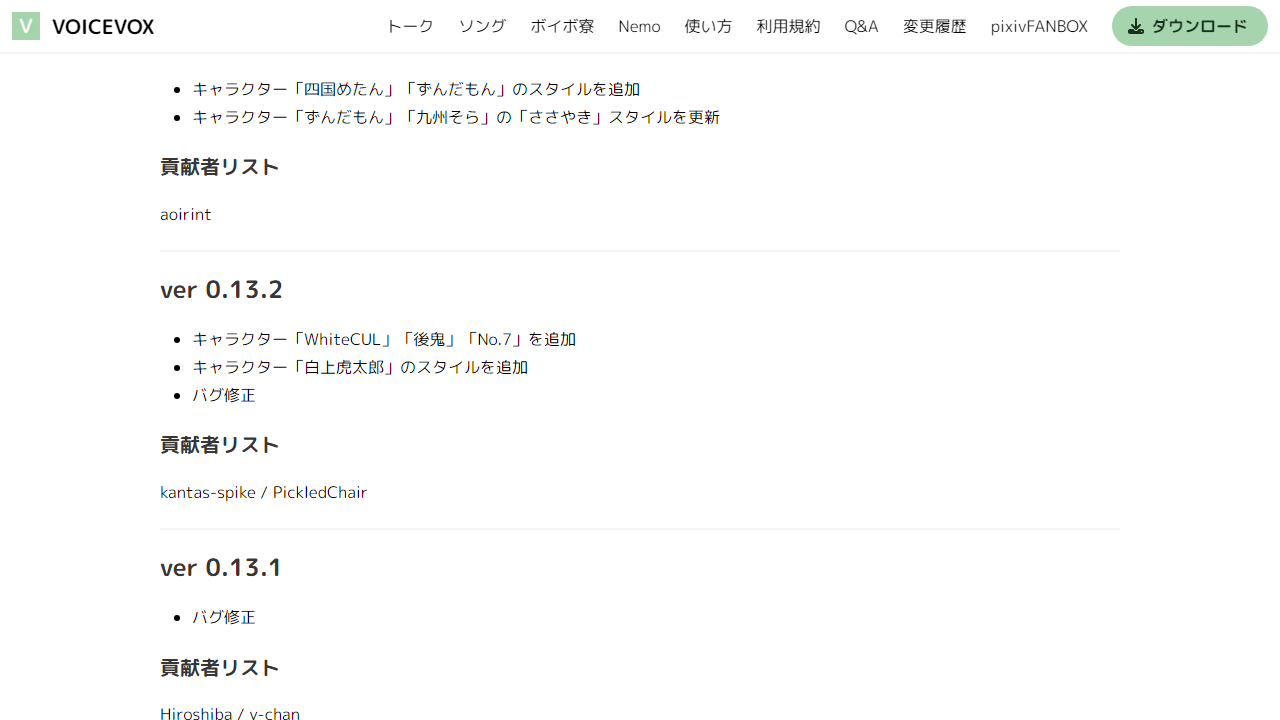 V VOICEVOX トーク ソング ボイボ寮 Nemo 使い方 利用規約 Q&A 変更履歴 pixivFANBOX ダウンロード
キャラクター「四国めたん」「ずんだもん」のスタイルを追加
キャラクター「ずんだもん」「九州そら」の「ささやき」スタイルを更新
貢献者リスト
aoirint
ver 0.13.2
キャラクター「WhiteCUL」「後鬼」「No.7」を追加
キャラクター「白上虎太郎」のスタイルを追加
バグ修正
貢献者リスト
kantas-spike / PickledChair
ver 0.13.1
バグ修正
貢献者リスト
Hiroshiba / y-chan